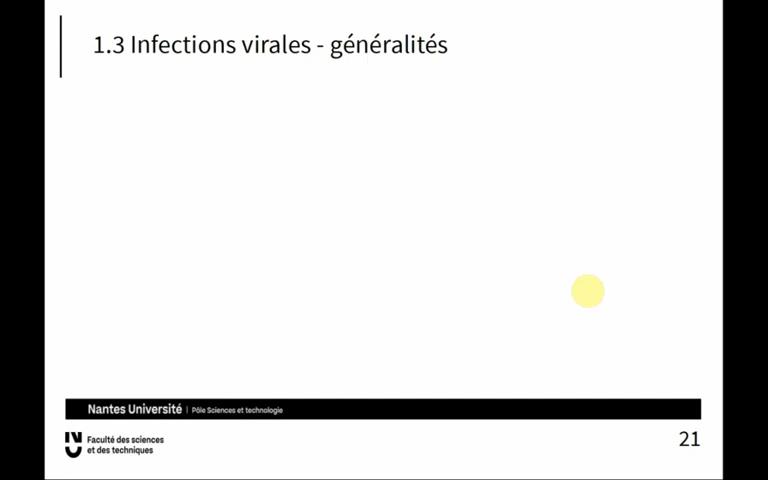 1.3 Infections virales - généralités
Nantes Université | Pôle Sciences et technologie
Faculté des sciences
et des techniques
21